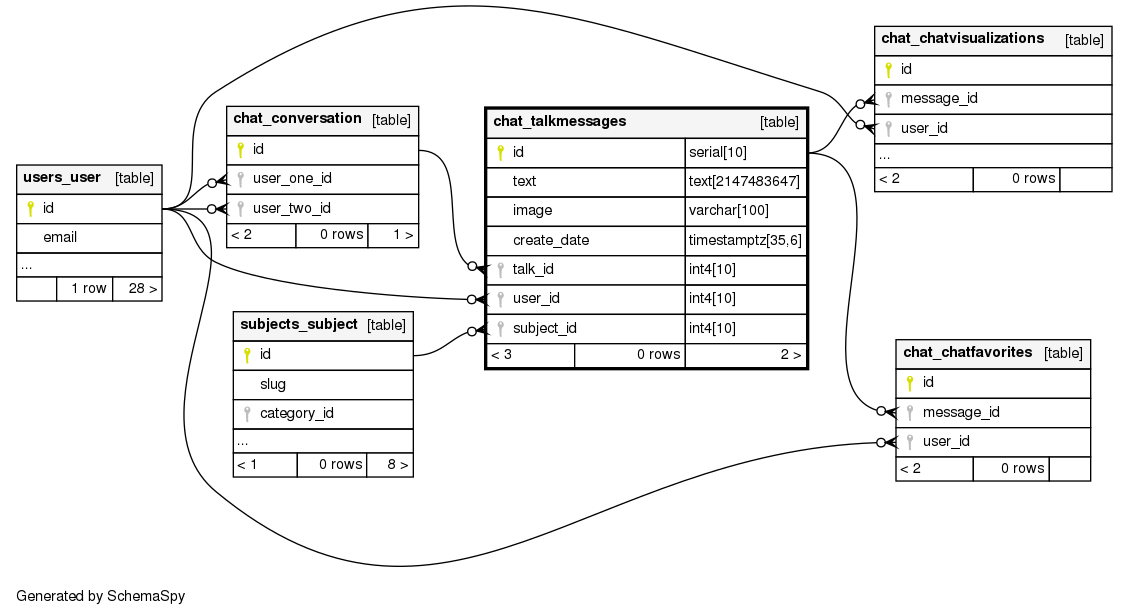 users_user [table]
id
email
...
1 row 28 >
chat_conversation [table]
id
user_one_id
user_two_id
< 2 0 rows 1 >
subjects_subject [table]
id
slug
category_id
...
< 1 0 rows 8 >
chat_talkmessages [table]
id serial[10]
text text[2147483647]
image varchar[100]
create_date timestamptz[35,6]
talk_id int4[10]
user_id int4[10]
subject_id int4[10]
< 3 0 rows 2 >
chat_chatvisualizations [table]
id
message_id
user_id
...
< 2 0 rows
chat_chatfavorites [table]
id
message_id
user_id
< 2 0 rows
Generated by SchemaSpy